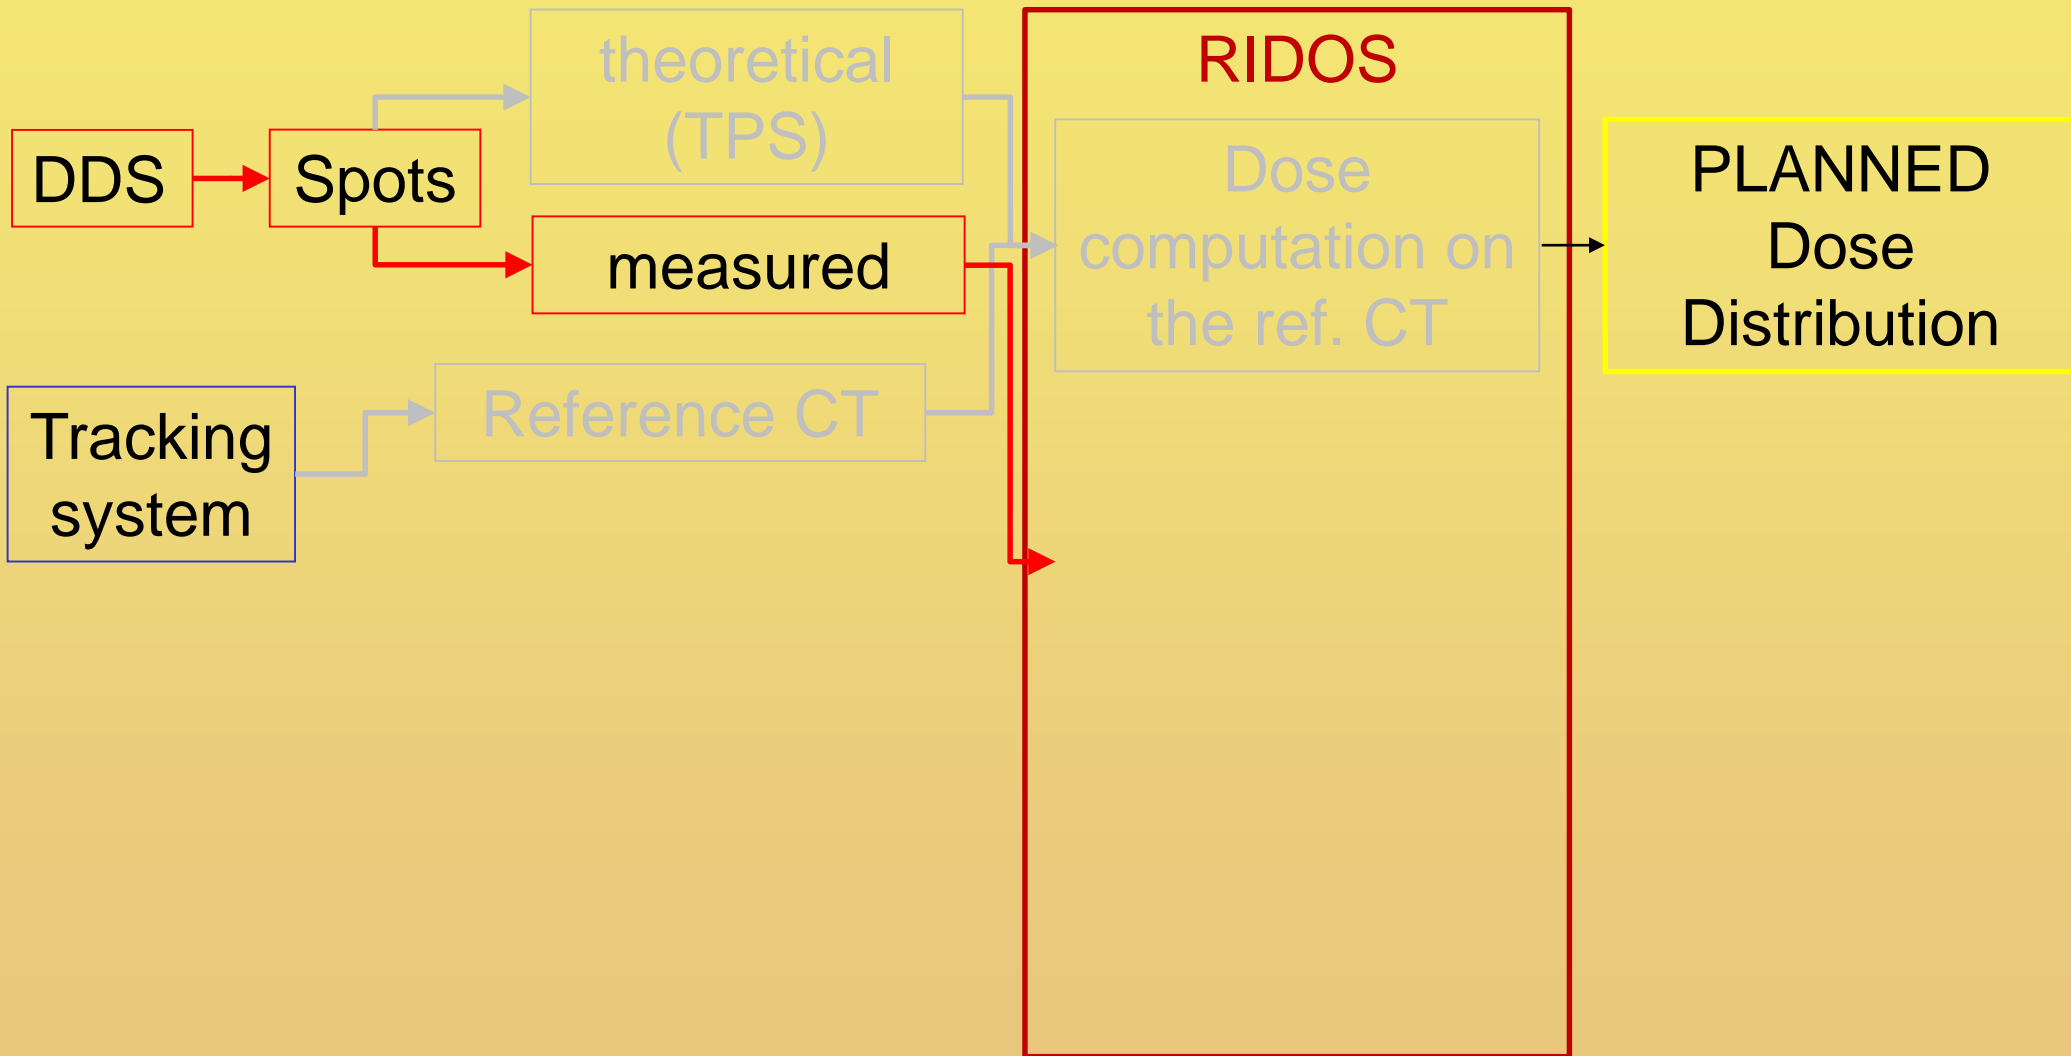 theoretical
(TPS)
RIDOS
DDS
Spots
measured
Dose
computation on
the ref. CT
PLANNED
Dose
Distribution
Reference CT
Tracking
system